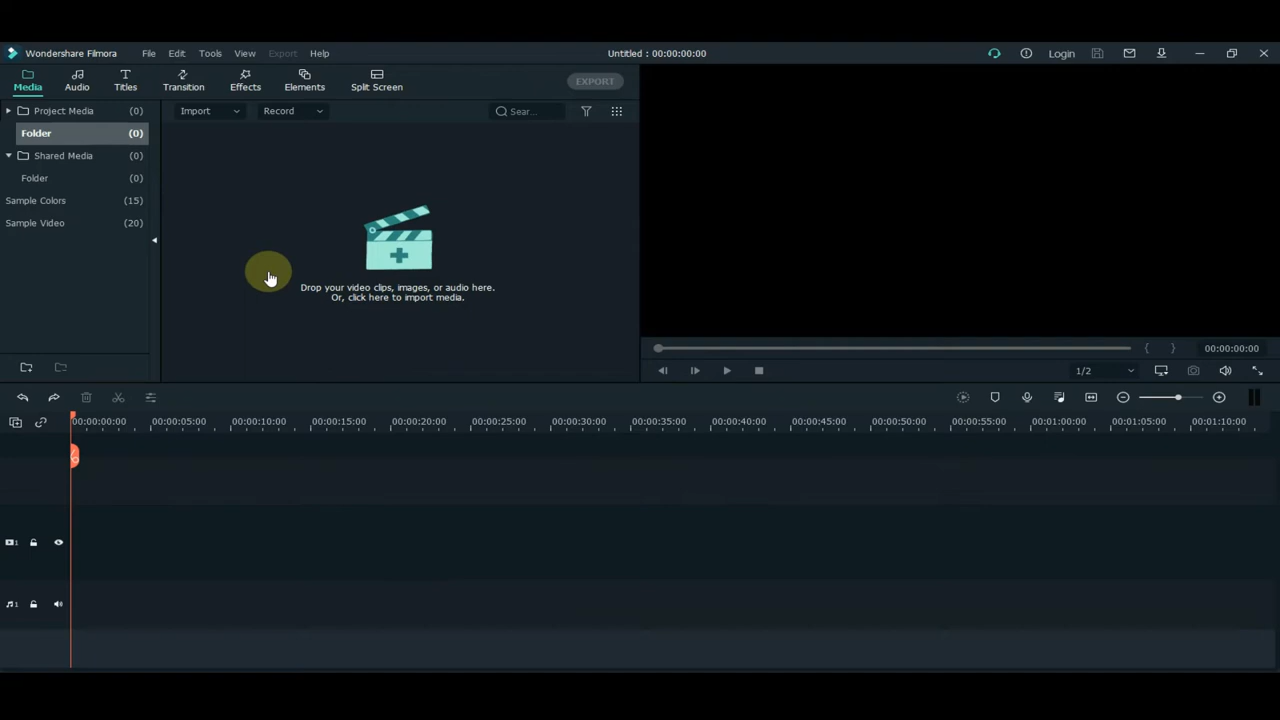 Wondershare Filmora File Edit Tools View Export Help Untitled : 00:00:00:00 Login
Media Audio Titles Transition Effects Elements Split Screen EXPORT
Project Media (0) Import Record Sear...
Folder (0)
Shared Media (0)
Folder (0)
Sample Colors (15)
Sample Video (20)
Drop your video clips, images, or audio here.
Or, click here to import media.
{ } 00:00:00:00
1/2
00:00:00:00 00:00:05:00 00:00:10:00 00:00:15:00 00:00:20:00 00:00:25:00 00:00:30:00 00:00:35:00 00:00:40:00 00:00:45:00 00:00:50:00 00:00:55:00 00:01:00:00 00:01:05:00 00:01:10:00
1
1